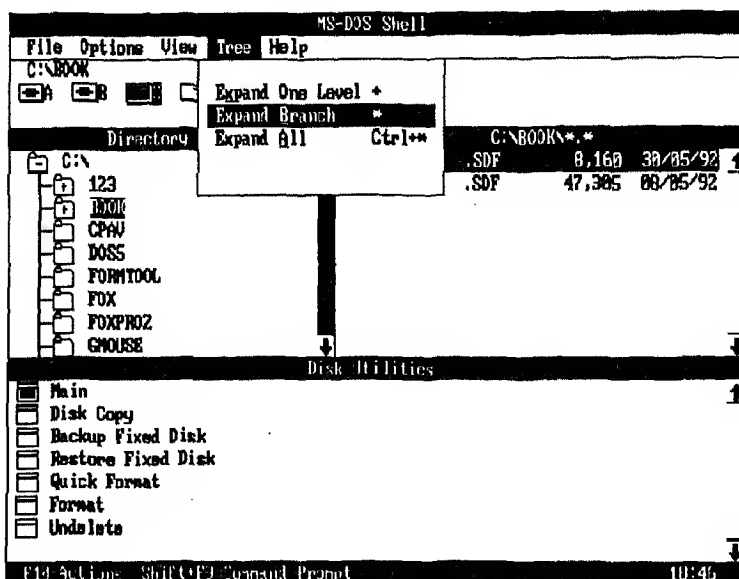 MS-DOS Shell
File Options View Tree Help
C:\BOOK
A B
Expand One Level +
Expand Branch *
Expand All Ctrl+*
Directory
C:\BOOK\*.*
C:\
.SDF 8,160 30/05/92
123
.SDF 47,305 08/05/92
BOOK
CPAV
DOS5
FORMTOOL
FOX
FOXPRO2
GMOUSE
Disk Utilities
Main
Disk Copy
Backup Fixed Disk
Restore Fixed Disk
Quick Format
Format
Undelete
F10=Actions Shift+F9=Command Prompt 10:46